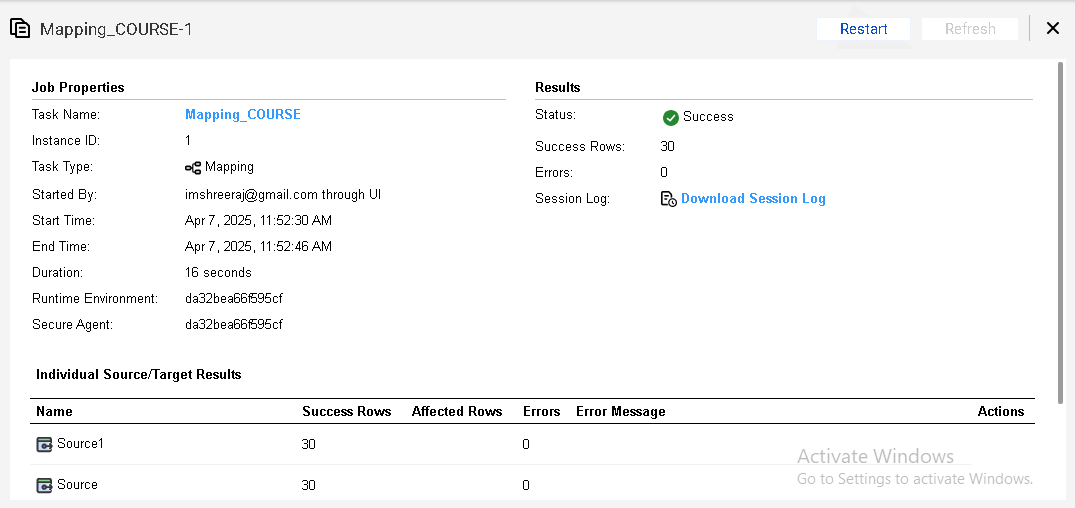 Mapping_COURSE-1
Restart
Refresh
Job Properties
Task Name: Mapping_COURSE
Instance ID: 1
Task Type: Mapping
Started By: imshreeraj@gmail.com through UI
Start Time: Apr 7, 2025, 11:52:30 AM
End Time: Apr 7, 2025, 11:52:46 AM
Duration: 16 seconds
Runtime Environment: da32bea66f595cf
Secure Agent: da32bea66f595cf
Results
Status: Success
Success Rows: 30
Errors: 0
Session Log: Download Session Log
Individual Source/Target Results
Name Success Rows Affected Rows Errors Error Message Actions
Source1 30 0
Source 30 0
Activate Windows
Go to Settings to activate Windows.